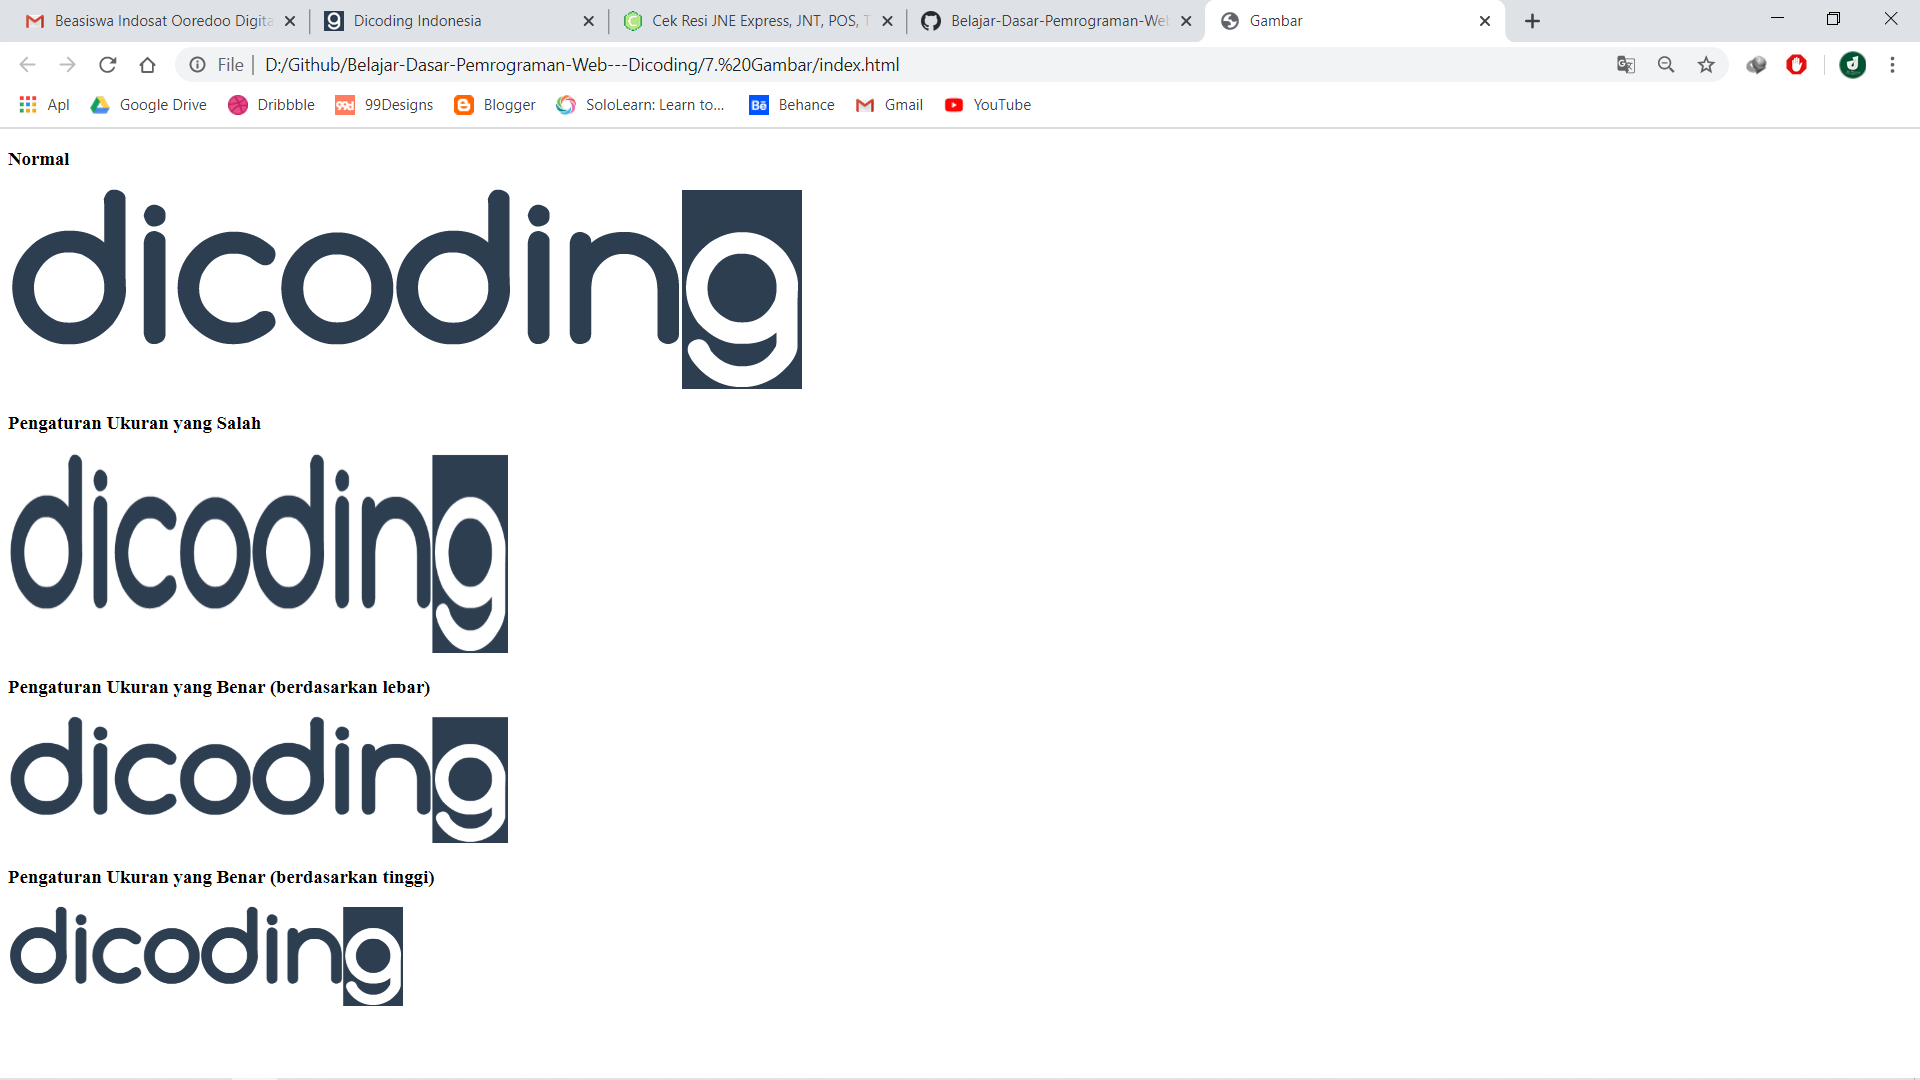 Beasiswa Indosat Ooredoo Digita
Dicoding Indonesia
Cek Resi JNE Express, JNT, POS, T
Belajar-Dasar-Pemrograman-We
Gambar
File | D:/Github/Belajar-Dasar-Pemrograman-Web---Dicoding/7.%20Gambar/index.html
Apl Google Drive Dribbble 99d 99Designs Blogger SoloLearn: Learn to... Bē Behance Gmail YouTube
Normal
dicoding
Pengaturan Ukuran yang Salah
dicoding
Pengaturan Ukuran yang Benar (berdasarkan lebar)
dicoding
Pengaturan Ukuran yang Benar (berdasarkan tinggi)
dicoding